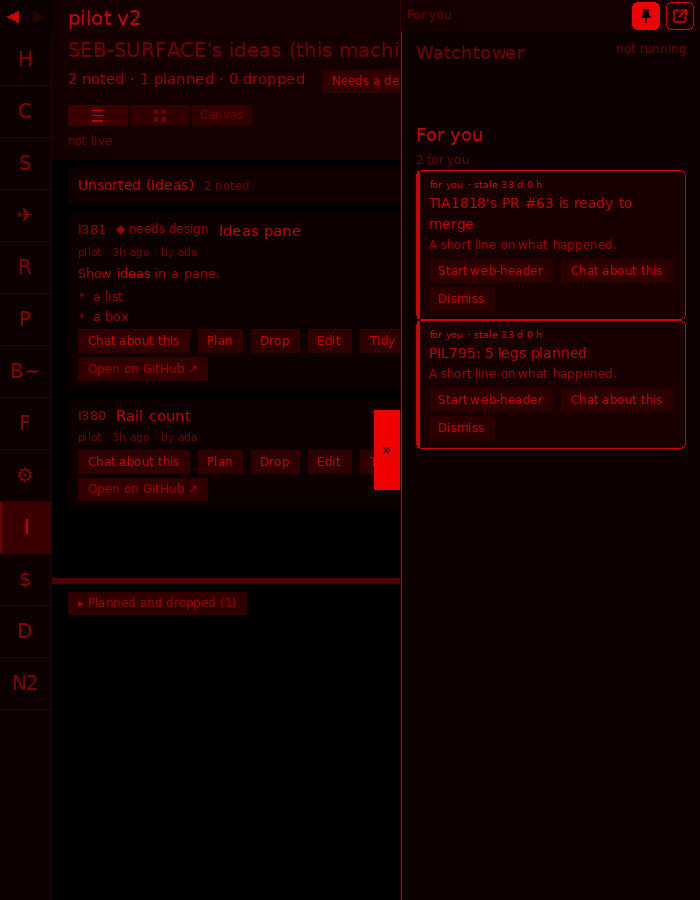 ◀ ▶
pilot v2
H
C
S
✈
R
P
B~
F
⚙
I
$
D
N2
SEB-SURFACE's ideas (this machi
2 noted · 1 planned · 0 dropped
Needs a de
☰
Canvas
not live
Unsorted (Ideas) 2 noted
I381 ◆ needs design Ideas pane
pilot · 3h ago · by ada
Show ideas in a pane.
• a list
• a box
Chat about this Plan Drop Edit Tidy
Open on GitHub ↗
I380 Rail count
pilot · 3h ago · by ada
Chat about this Plan Drop Edit
Open on GitHub ↗
»
▸ Planned and dropped (1)
For you
Watchtower not running
For you
2 for you
for you · stale 33 d 0 h
TIA1818's PR #63 is ready to
merge
A short line on what happened.
Start web-header Chat about this
Dismiss
for you · stale 33 d 0 h
PIL795: 5 legs planned
A short line on what happened.
Start web-header Chat about this
Dismiss